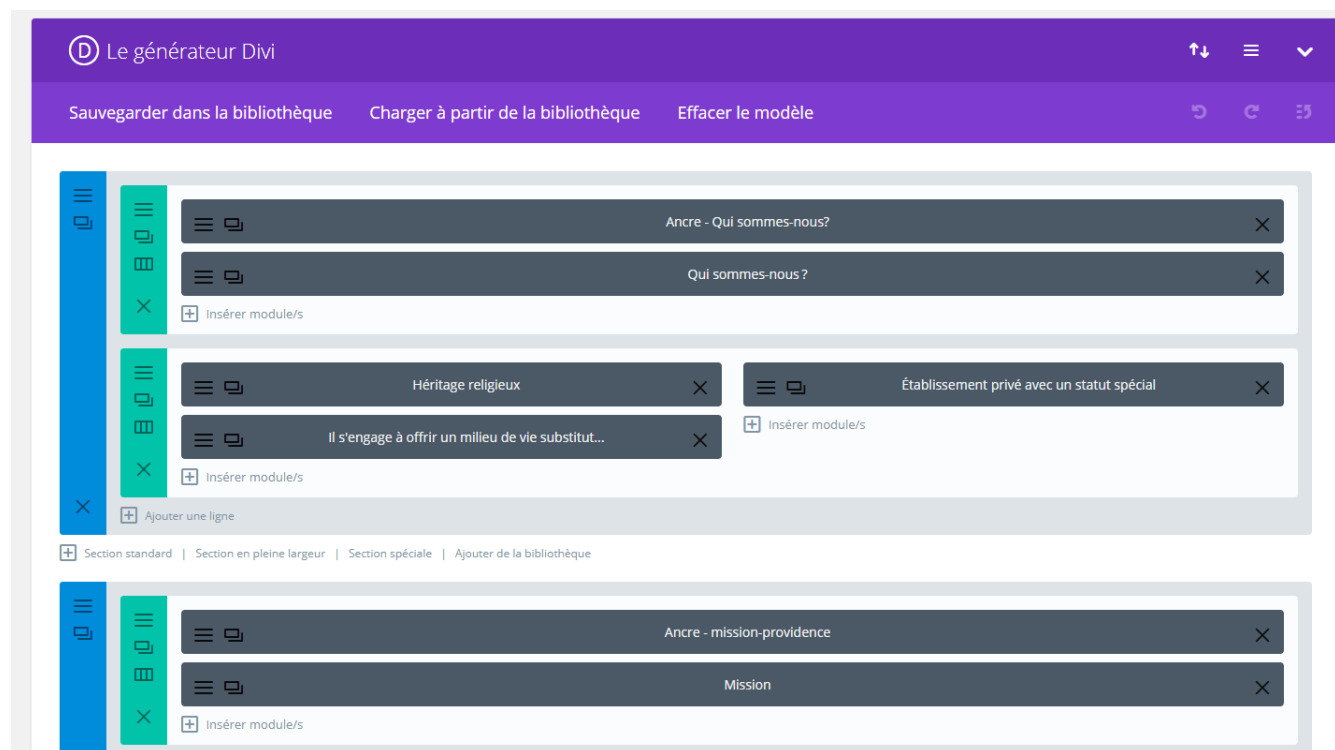 D Le générateur Divi
Sauvegarder dans la bibliothèque Charger à partir de la bibliothèque Effacer le modèle
Ancre - Qui sommes-nous?
Qui sommes-nous ?
Insérer module/s
Héritage religieux
Il s'engage à offrir un milieu de vie substitut...
Insérer module/s
Établissement privé avec un statut spécial
Insérer module/s
Ajouter une ligne
Section standard | Section en pleine largeur | Section spéciale | Ajouter de la bibliothèque
Ancre - mission-providence
Mission
Insérer module/s